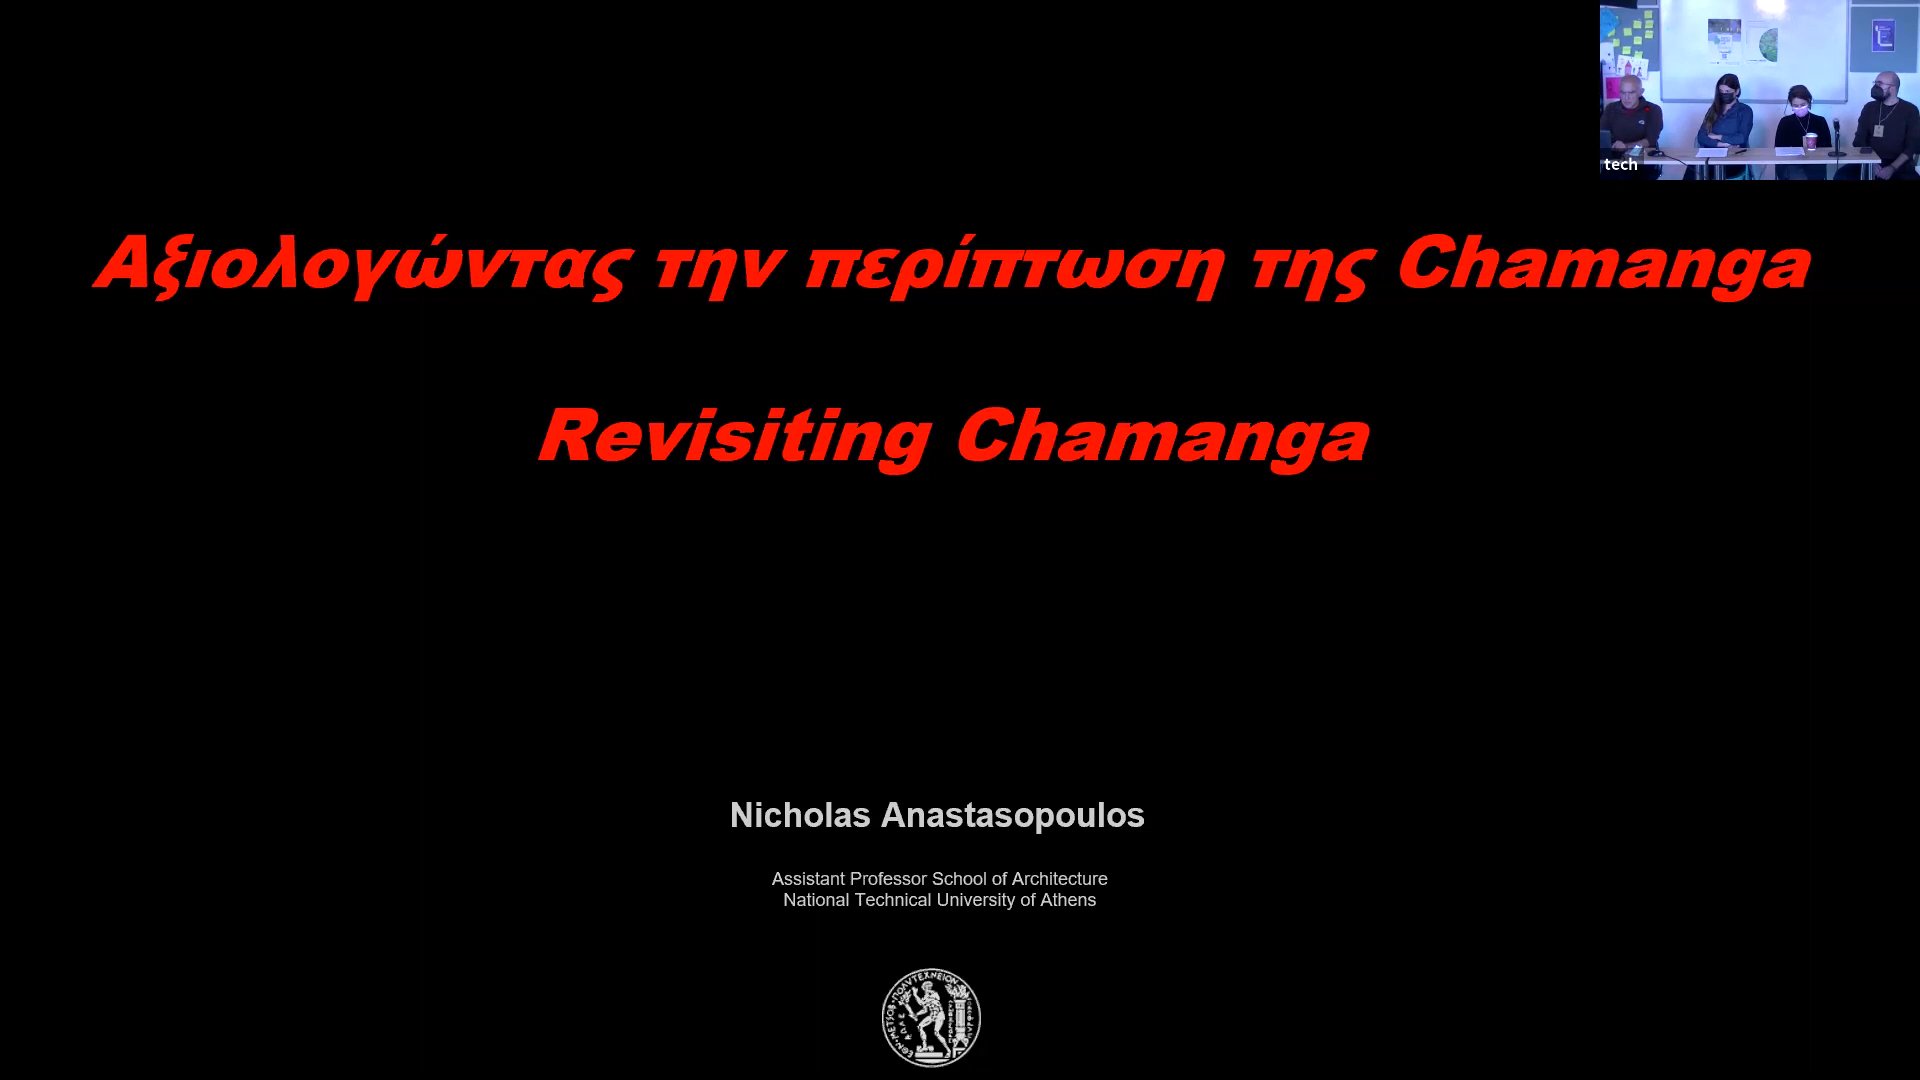 tech
Αξιολογώντας την περίπτωση της Chamanga
Revisiting Chamanga
Nicholas Anastasopoulos
Assistant Professor School of Architecture
National Technical University of Athens